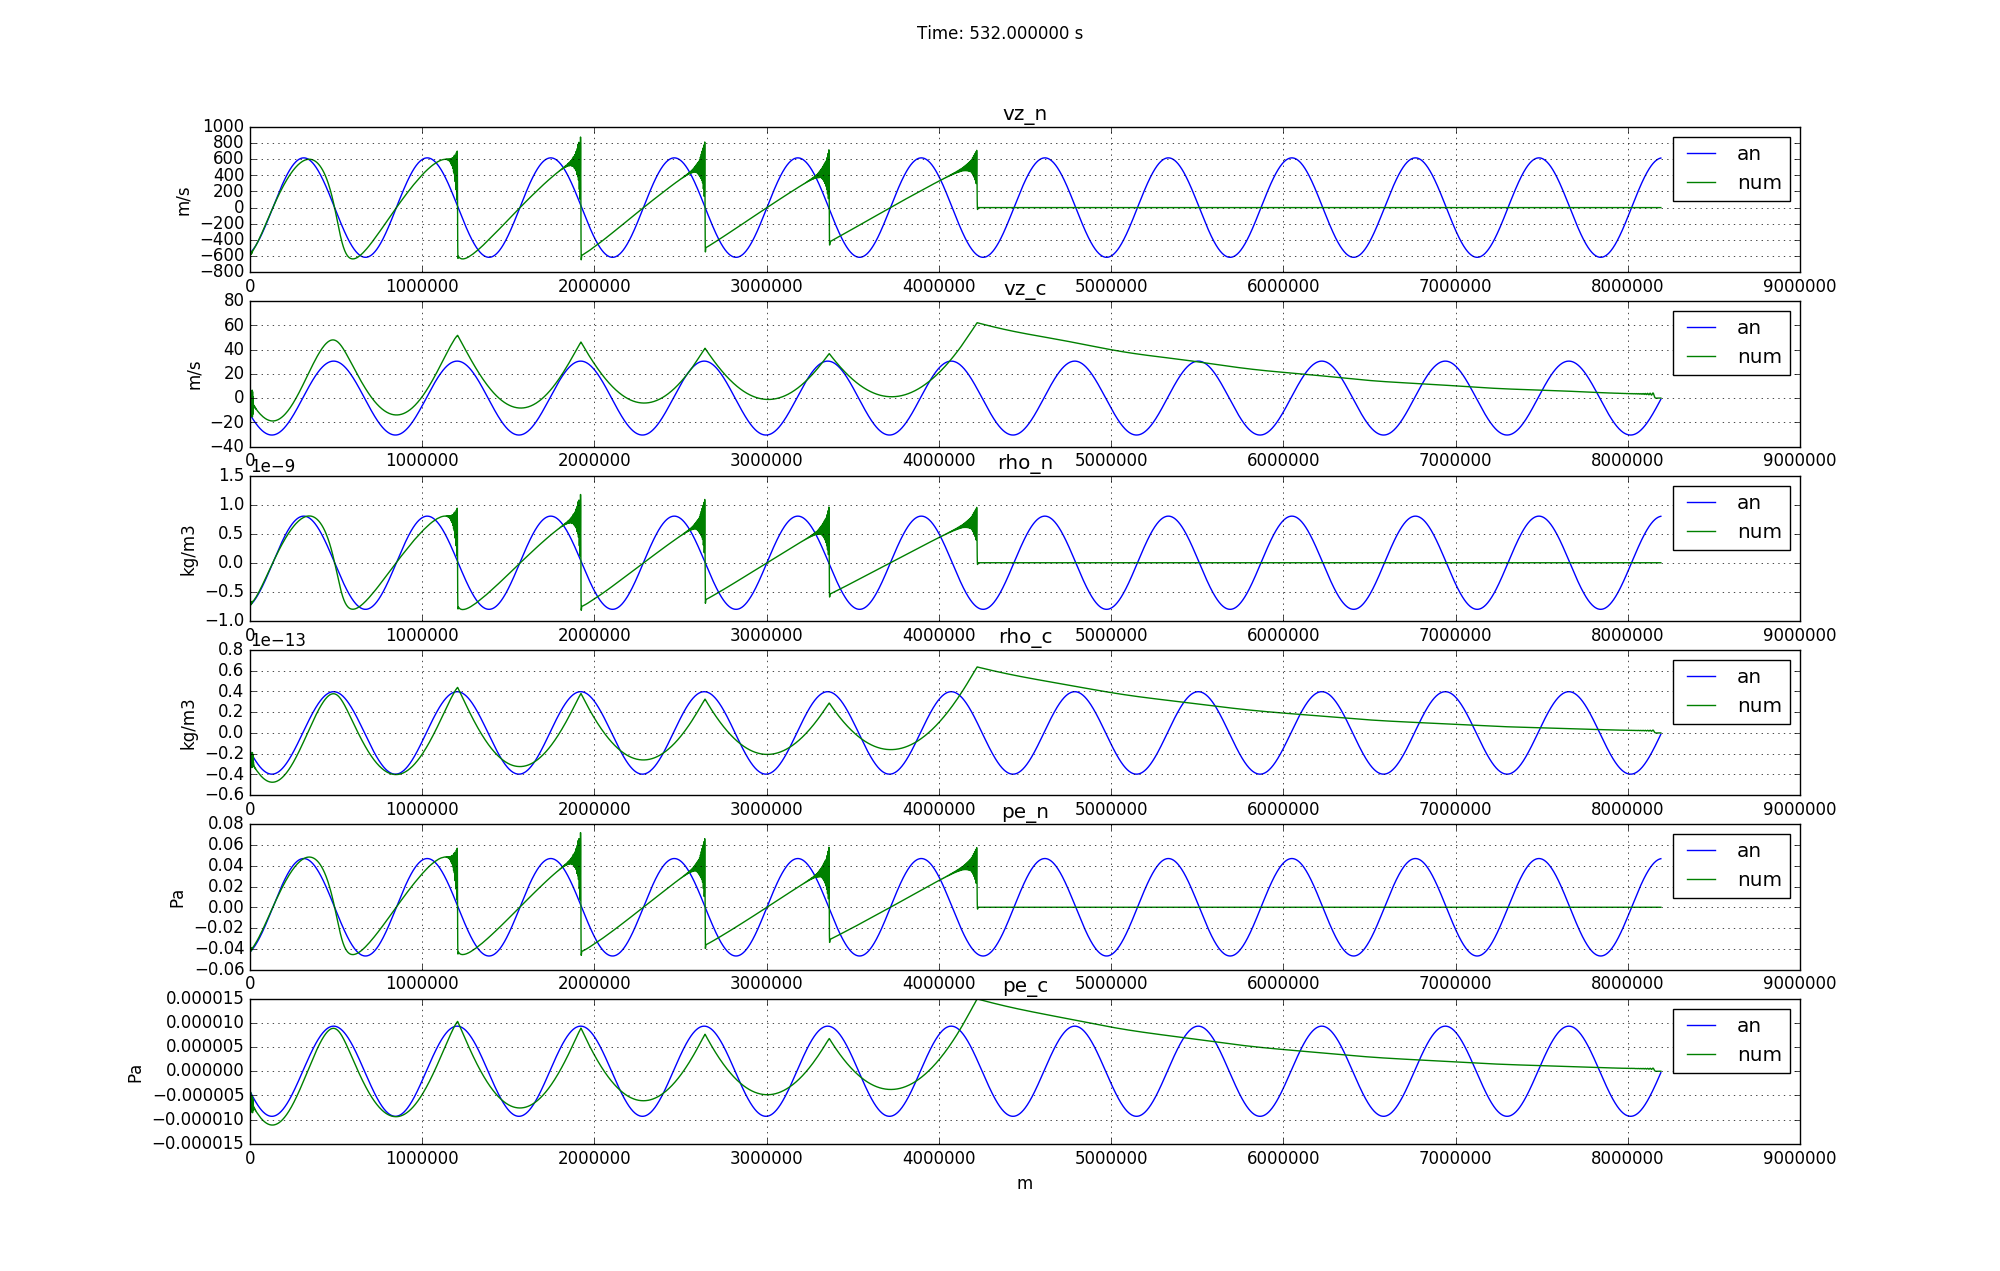 Time: 532.000000 s
vz_n
1000
800
600
400
200
0
−200
−400
−600
−800
m/s
an
num
0 1000000 2000000 3000000 4000000 5000000 6000000 7000000 8000000 9000000
vz_c
80
60
40
20
0
−20
−40
m/s
an
num
0 1000000 2000000 3000000 4000000 5000000 6000000 7000000 8000000 9000000
1e−9
rho_n
1.5
1.0
0.5
0.0
−0.5
−1.0
kg/m3
an
num
0 1000000 2000000 3000000 4000000 5000000 6000000 7000000 8000000 9000000
1e−13
rho_c
0.8
0.6
0.4
0.2
0.0
−0.2
−0.4
−0.6
kg/m3
an
num
0 1000000 2000000 3000000 4000000 5000000 6000000 7000000 8000000 9000000
pe_n
0.08
0.06
0.04
0.02
0.00
−0.02
−0.04
−0.06
Pa
an
num
0 1000000 2000000 3000000 4000000 5000000 6000000 7000000 8000000 9000000
pe_c
0.000015
0.000010
0.000005
0.000000
−0.000005
−0.000010
−0.000015
Pa
an
num
0 1000000 2000000 3000000 4000000 5000000 6000000 7000000 8000000 9000000
m